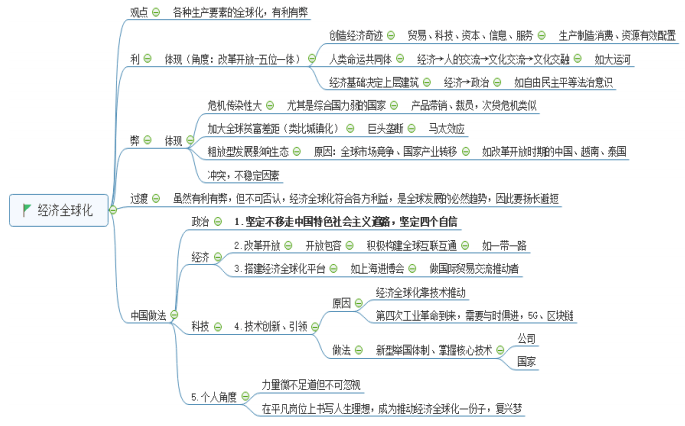 观点 各种生产要素的全球化，有利有弊
创造经济奇迹 贸易、科技、资本、信息、服务 生产制造消费、资源有效配置
利 体现（角度：改革开放-五位一体） 人类命运共同体 经济→人的交流→文化交流→文化交融 如大运河
经济基础决定上层建筑 经济→政治 如自由民主平等法治意识
危机传染性大 尤其是综合国力弱的国家 产品滞销、裁员，次贷危机类似
加大全球贫富差距（类比城镇化） 巨头垄断 马太效应
弊 体现
粗放型发展影响生态 原因：全球市场竞争、国家产业转移 如改革开放时期的中国、越南、泰国
冲突，不稳定因素
过渡 虽然有利有弊，但不可否认，经济全球化符合各方利益，是全球发展的必然趋势，因此要扬长避短
经济全球化
政治 1.坚定不移走中国特色社会主义道路，坚定四个自信
2.改革开放 开放包容 积极构建全球互联互通 如一带一路
经济
3.搭建经济全球化平台 如上海进博会 做国际贸易交流推动者
经济全球化靠技术推动
原因
中国做法
第四次工业革命到来，需要与时俱进，5G、区块链
科技 4.技术创新、引领
公司
做法 新型举国体制、掌握核心技术
国家
力量微不足道但不可忽视
5.个人角度
在平凡岗位上书写人生理想，成为推动经济全球化一份子，复兴梦